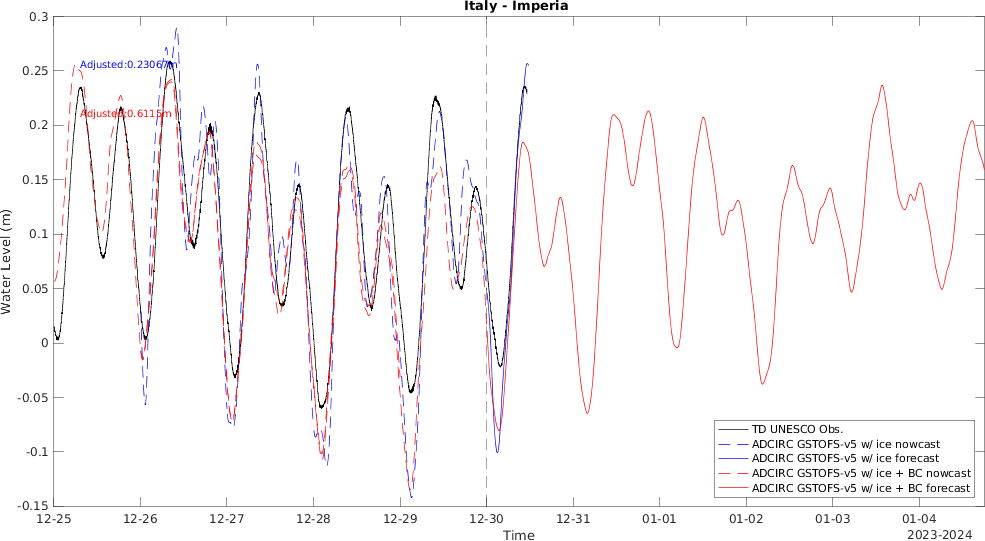 Italy - Imperia
0.3
0.25
0.2
0.15
0.1
0.05
0
-0.05
-0.1
-0.15
Water Level (m)
Adjusted:0.23067m
Adjusted:0.6115m
TD UNESCO Obs.
ADCIRC GSTOFS-v5 w/ ice nowcast
ADCIRC GSTOFS-v5 w/ ice forecast
ADCIRC GSTOFS-v5 w/ ice + BC nowcast
ADCIRC GSTOFS-v5 w/ ice + BC forecast
12-25 12-26 12-27 12-28 12-29 12-30 12-31 01-01 01-02 01-03 01-04
Time
2023-2024